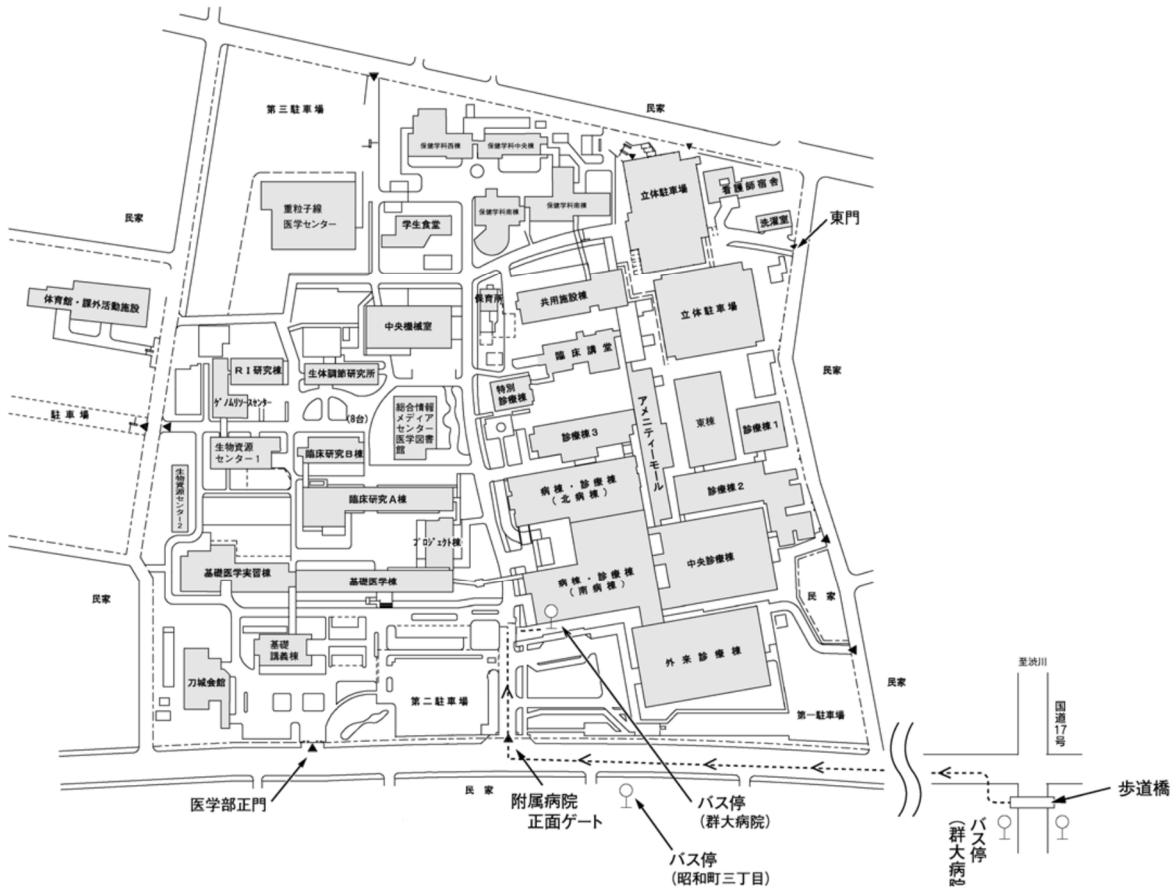 民家
第三駐車場
保健学科西棟
保健学科中央棟
立体駐車場
看護師宿舎
重粒子線
医学センター
保健学科南棟
保健学科南棟
民家
学生食堂
洗濯室
東門
体育館・課外活動施設
保育所
共用施設棟
中央機械室
立体駐車場
臨床講堂
RI研究棟
生体調節研究所
民家
特別
診療棟
ゲノムリソースセンター
アメニティーモール
駐車場
(8台)
総合情報
メディア
センター
医学図書
館
東棟
診療棟1
診療棟3
生物資源
センター1
臨床研究B棟
生物資源センター2
臨床研究A棟
病棟・診療棟
(北病棟)
診療棟2
プロジェクト棟
中央診療棟
基礎医学実習棟
基礎医学棟
病棟・診療棟
(南病棟)
民家
民家
基礎
講義棟
外来診療棟
刀城会館
至渋川
民家
第二駐車場
第一駐車場
国道17号
医学部正門
民家
附属病院
正面ゲート
バス停
(群大病院)
歩道橋
バス停
(群大病院
バス停
(昭和町三丁目)